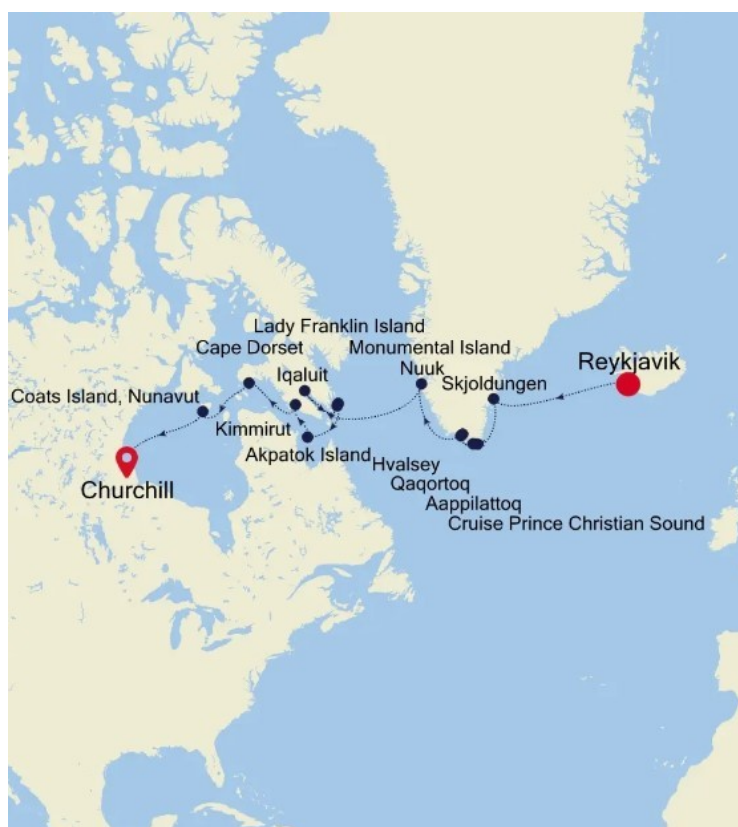 Lady Franklin Island
Cape Dorset
Monumental Island
Reykjavik
Iqaluit
Nuuk
Skjoldungen
Coats Island, Nunavut
Kimmirut
Akpatok Island
Hvalsey
Churchill
Qaqortoq
Aappilattoq
Cruise Prince Christian Sound